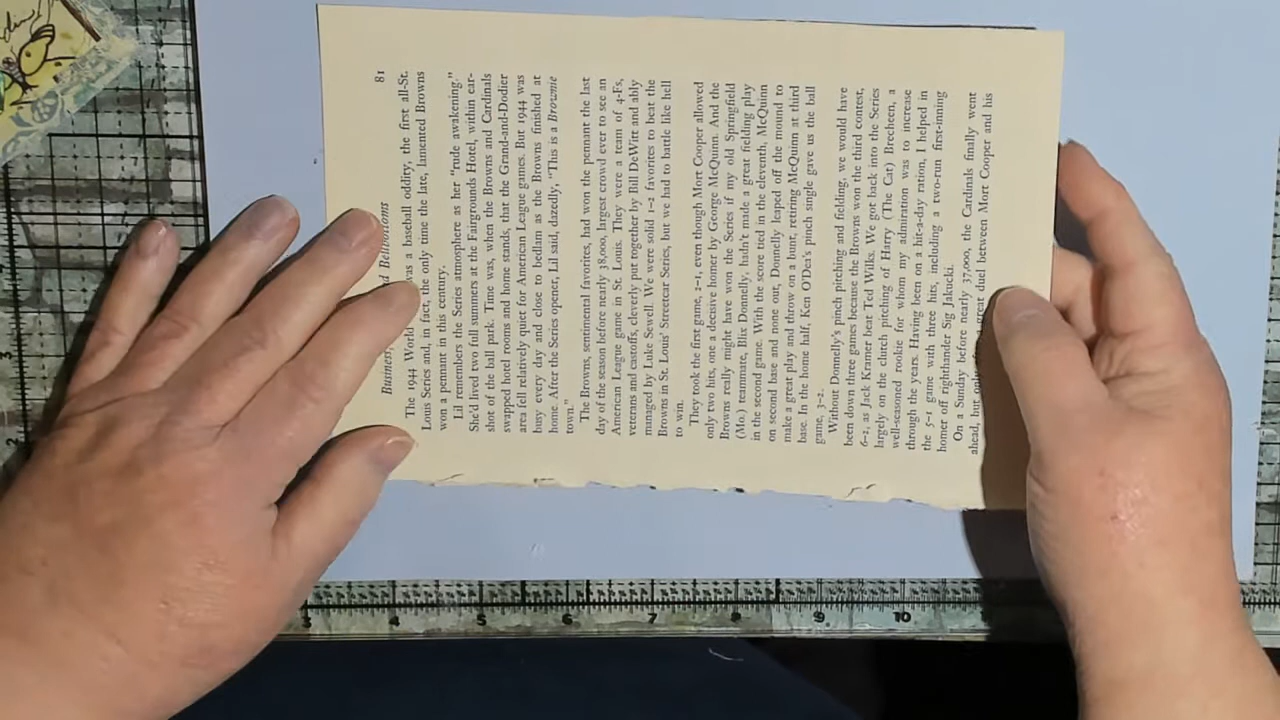 Business, nd Bellybottoms 81
The 1944 World was a baseball oddity, the first all-St.
Louis Series and, in fact, the only time the late, lamented Browns
won a pennant in this century.
Lil remembers the Series atmosphere as her “rude awakening.”
She'd lived two full summers at the Fairgrounds Hotel, within ear-
shot of the ball park. Time was, when the Browns and Cardinals
swapped hotel rooms and home stands, that the Grand-and-Dodier
area fell relatively quiet for American League games. But 1944 was
busy every day and close to bedlam as the Browns finished at
home. After the Series opener, Lil said, dazedly, “This is a Brownie
town.”
The Browns, sentimental favorites, had won the pennant the last
day of the season before nearly 38,000, largest crowd ever to see an
American League game in St. Louis. They were a team of 4-Fs,
veterans and castoffs, cleverly put together by Bill DeWitt and ably
managed by Luke Sewell. We were solid 1-2 favorites to beat the
Browns in St. Louis' Streetcar Series, but we had to battle like hell
to win.
They took the first game, 2-1, even though Mort Cooper allowed
only two hits, one a decisive homer by George McQuinn. And the
Browns really might have won the Series if my old Springfield
(Mo.) teammate, Blix Donnelly, hadn't made a great fielding play
in the second game. With the score tied in the eleventh, McQuinn
on second base and none out, Donnelly leaped off the mound to
make a great play and throw on a bunt, retiring McQuinn at third
base. In the home half, Ken O'Dea's pinch single gave us the ball
game, 3-2.
Without Donnelly's pinch pitching and fielding, we would have
been down three games because the Browns won the third contest,
6-2, as Jack Kramer beat Ted Wilks. We got back into the Series
largely on the clutch pitching of Harry (The Cat) Brecheen, a
well-seasoned rookie for whom my admiration was to increase
through the years. Having been on a hit-a-day ration, I helped in
the 5-1 game with three hits, including a two-run first-inning
homer off righthander Sig Jakucki.
On a Sunday before nearly 37,000, the Cardinals finally went
ahead, but only great duel between Mort Cooper and his
3 4 5 6 7 8 9 10
3
2